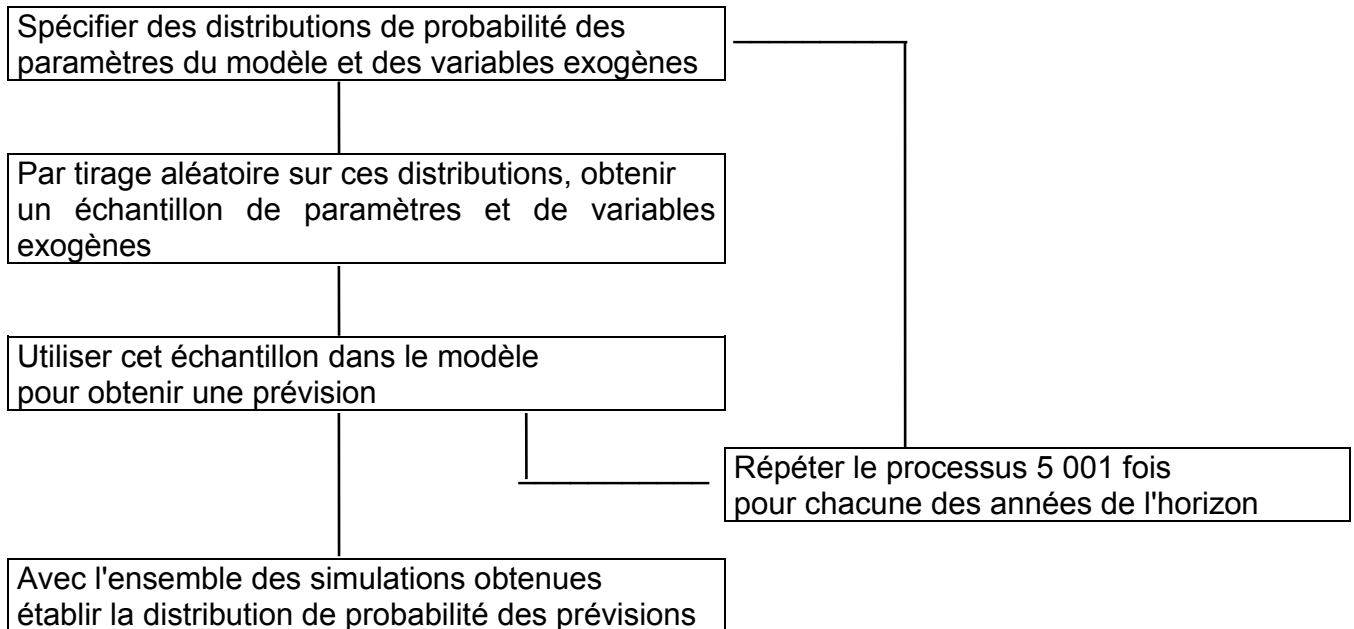 Spécifier des distributions de probabilité des
paramètres du modèle et des variables exogènes
Par tirage aléatoire sur ces distributions, obtenir
un échantillon de paramètres et de variables
exogènes
Utiliser cet échantillon dans le modèle
pour obtenir une prévision
Répéter le processus 5 001 fois
pour chacune des années de l'horizon
Avec l'ensemble des simulations obtenues
établir la distribution de probabilité des prévisions